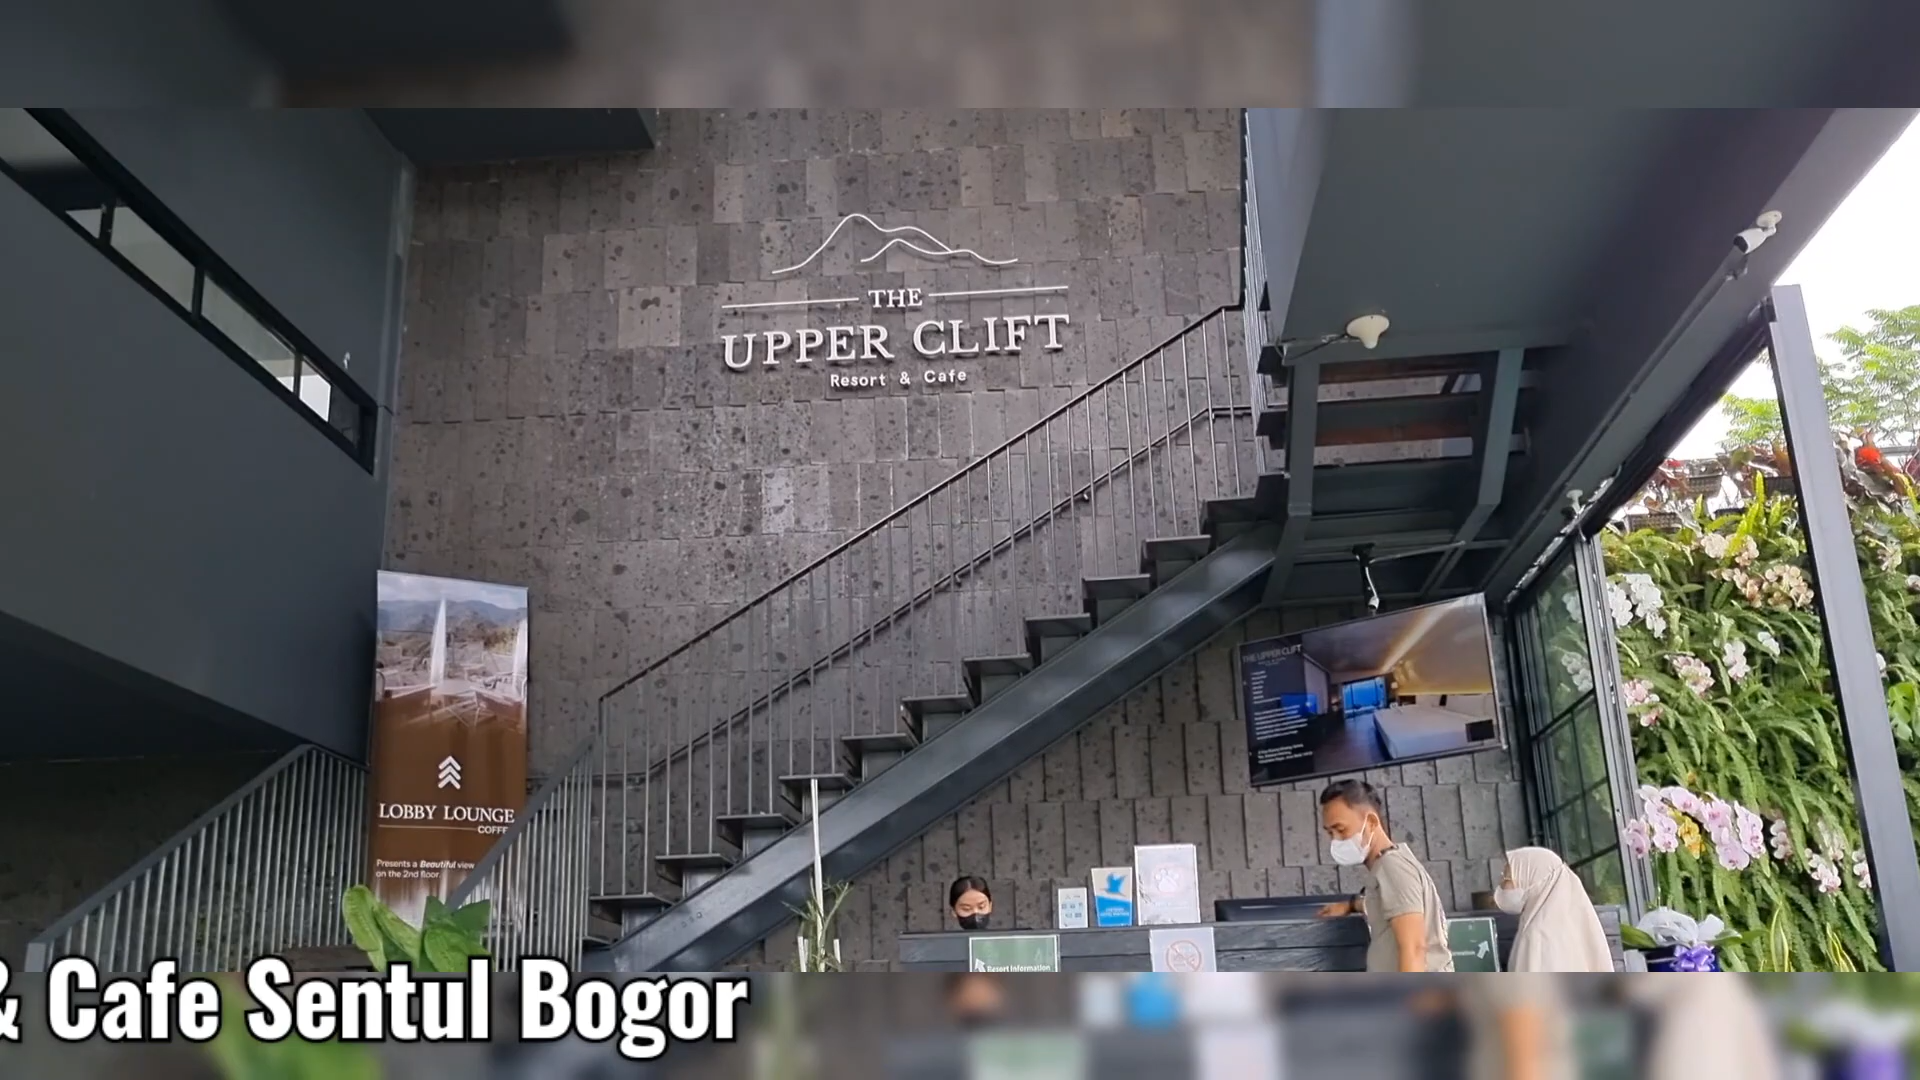 THE
UPPER CLIFT
Resort & Cafe
THE UPPER CLIFT
LOBBY LOUNGE
COFFE
Presents a Beautiful view
on the 2nd floor.
Resort Information
& Cafe Sentul Bogor